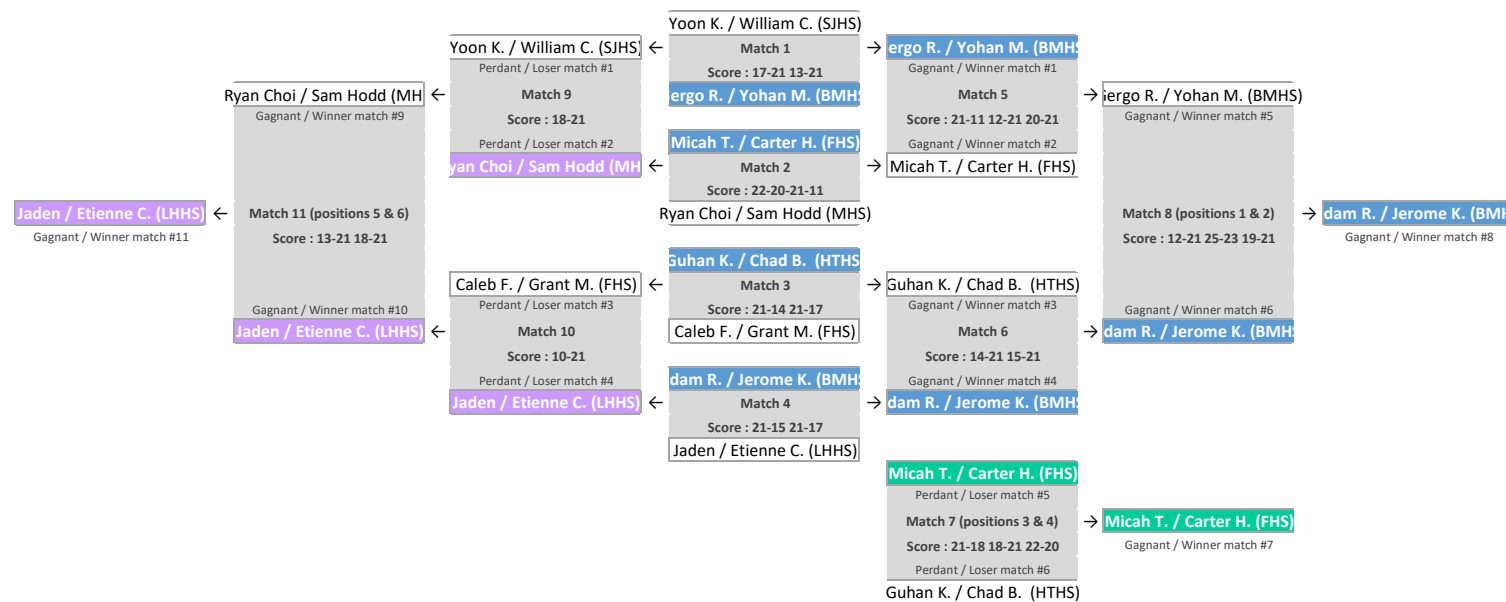 Yoon K. / William C. (SJHS)
Match 1
Score : 17-21 13-21
ergo R. / Yohan M. (BMHS
Micah T. / Carter H. (FHS)
Match 2
Score : 22-20-21-11
Ryan Choi / Sam Hodd (MHS)
Guhan K. / Chad B. (HTHS
Match 3
Score : 21-14 21-17
Caleb F. / Grant M. (FHS)
dam R. / Jerome K. (BMHS
Match 4
Score : 21-15 21-17
Jaden / Etienne C. (LHHS)
Yoon K. / William C. (SJHS) ←
Perdant / Loser match #1
Match 9
Score : 18-21
Perdant / Loser match #2
yan Choi / Sam Hodd (MH ←
Caleb F. / Grant M. (FHS) ←
Perdant / Loser match #3
Match 10
Score : 10-21
Perdant / Loser match #4
Jaden / Etienne C. (LHHS) ←
Ryan Choi / Sam Hodd (MH ←
Gagnant / Winner match #9
Match 11 (positions 5 & 6)
Score : 13-21 18-21
Gagnant / Winner match #10
Jaden / Etienne C. (LHHS) ←
Jaden / Etienne C. (LHHS) ←
Gagnant / Winner match #11
→ ergo R. / Yohan M. (BMHS
Gagnant / Winner match #1
Match 5
Score : 21-11 12-21 20-21
Gagnant / Winner match #2
→ Micah T. / Carter H. (FHS)
→ Guhan K. / Chad B. (HTHS)
Gagnant / Winner match #3
Match 6
Score : 14-21 15-21
Gagnant / Winner match #4
→ dam R. / Jerome K. (BMHS
→ Gergo R. / Yohan M. (BMHS)
Gagnant / Winner match #5
Match 8 (positions 1 & 2)
Score : 12-21 25-23 19-21
Gagnant / Winner match #6
→ dam R. / Jerome K. (BMHS
→ dam R. / Jerome K. (BMH
Gagnant / Winner match #8
Micah T. / Carter H. (FHS)
Perdant / Loser match #5
Match 7 (positions 3 & 4)
Score : 21-18 18-21 22-20
Perdant / Loser match #6
Guhan K. / Chad B. (HTHS)
→ Micah T. / Carter H. (FHS)
Gagnant / Winner match #7